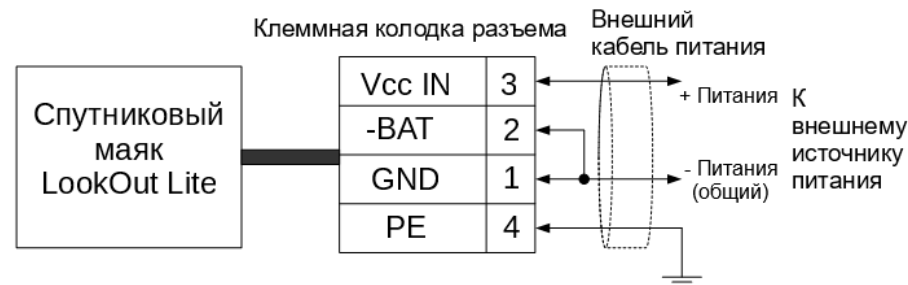 Клеммная колодка разъема
Внешний
кабель питания
Спутниковый
маяк
LookOut Lite
Vcc IN 3
-BAT 2
GND 1
PE 4
+ Питания
- Питания
(общий)
К
внешнему
источнику
питания